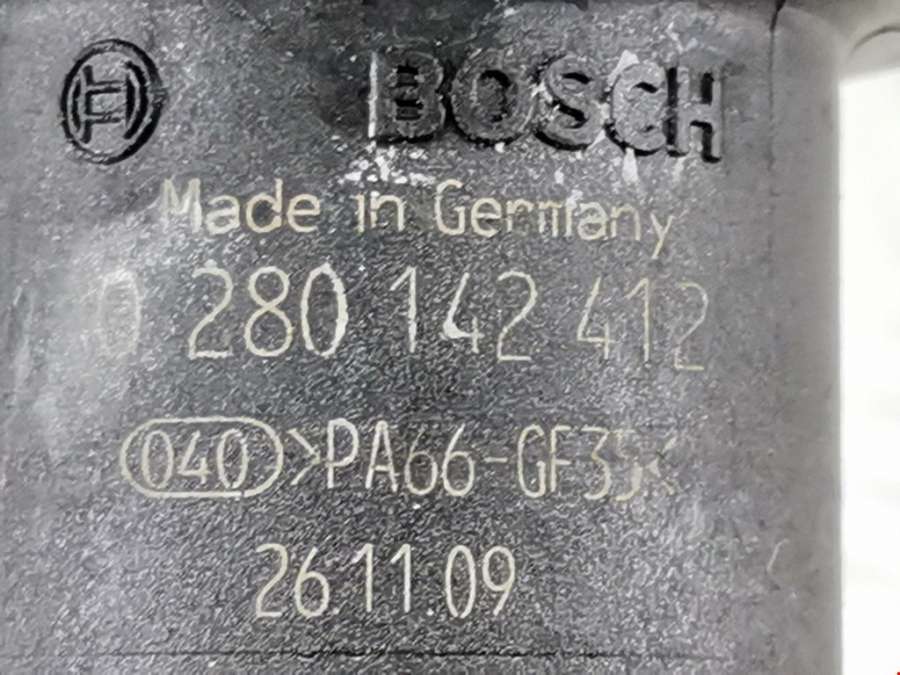 BOSCH
Made in Germany
0 280 142 412
040 >PA66-GF35<
26.11.09